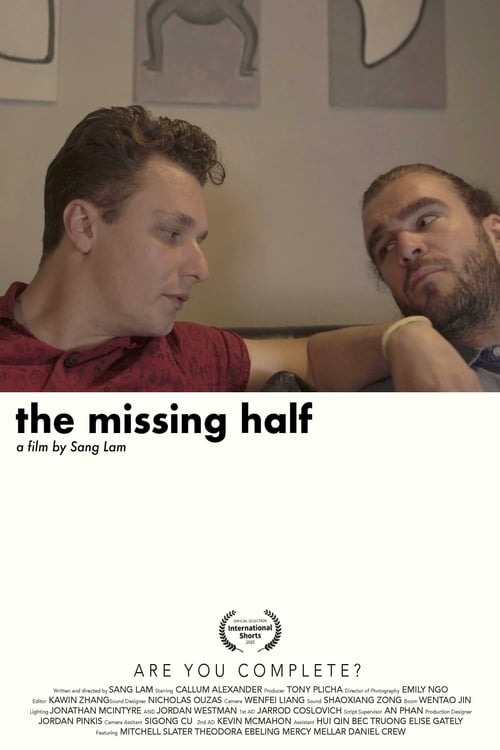 the missing half
a film by Sang Lam
OFFICIAL SELECTION
International
Shorts
2020
ARE YOU COMPLETE?
Written and directed by SANG LAM Starring CALLUM ALEXANDER Producer TONY PLICHA Director of Photography EMILY NGO
Editor KAWIN ZHANG Sound Designer NICHOLAS OUZAS Camera WENFEI LIANG Sound SHAOXIANG ZONG Boom WENTAO JIN
Lighting JONATHAN MCINTYRE AND JORDAN WESTMAN 1st AD JARROD COSLOVICH Script Supervisor AN PHAN Production Designer
JORDAN PINKIS Camera Assitant SIGONG CU 2nd AD KEVIN MCMAHON Assistent HUI QIN BEC TRUONG ELISE GATELY
Featuring MITCHELL SLATER THEODORA EBELING MERCY MELLAR DANIEL CREW